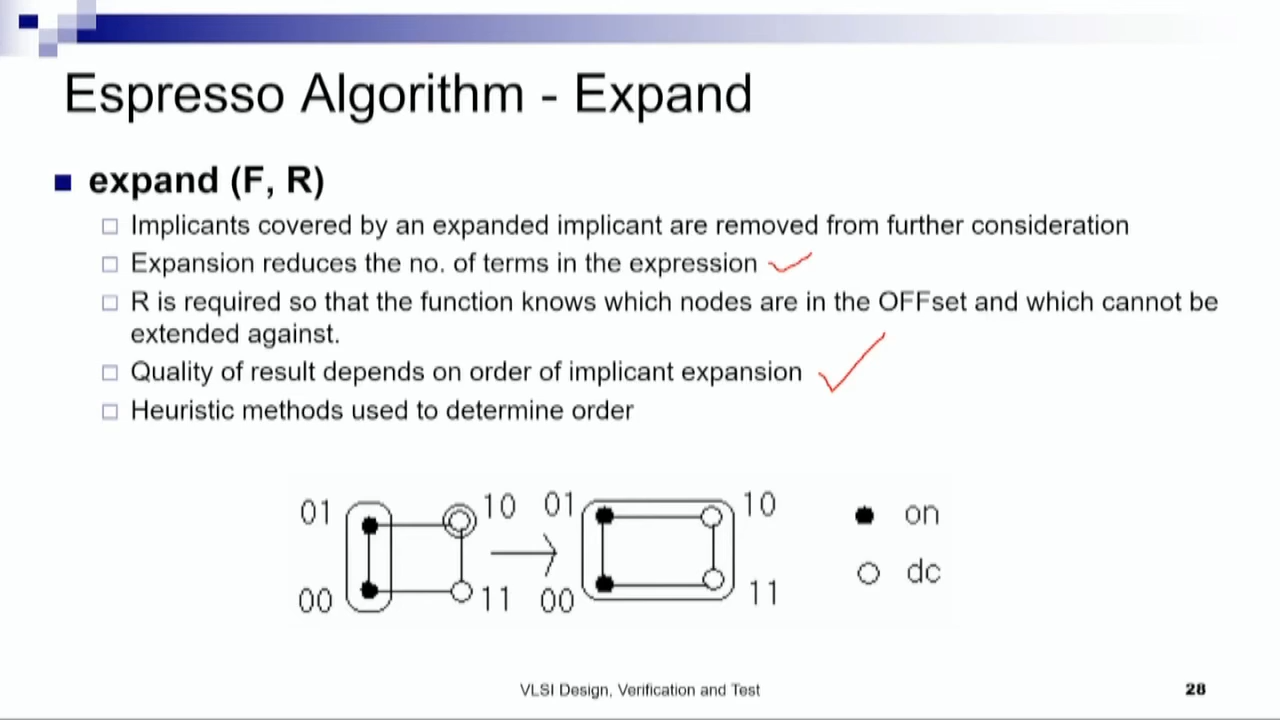 Espresso Algorithm - Expand
expand (F, R)
Implicants covered by an expanded implicant are removed from further consideration
Expansion reduces the no. of terms in the expression
R is required so that the function knows which nodes are in the OFFset and which cannot be
extended against.
Quality of result depends on order of implicant expansion
Heuristic methods used to determine order
01 10 01 10 on
00 11 00 11 dc
VLSI Design, Verification and Test 28